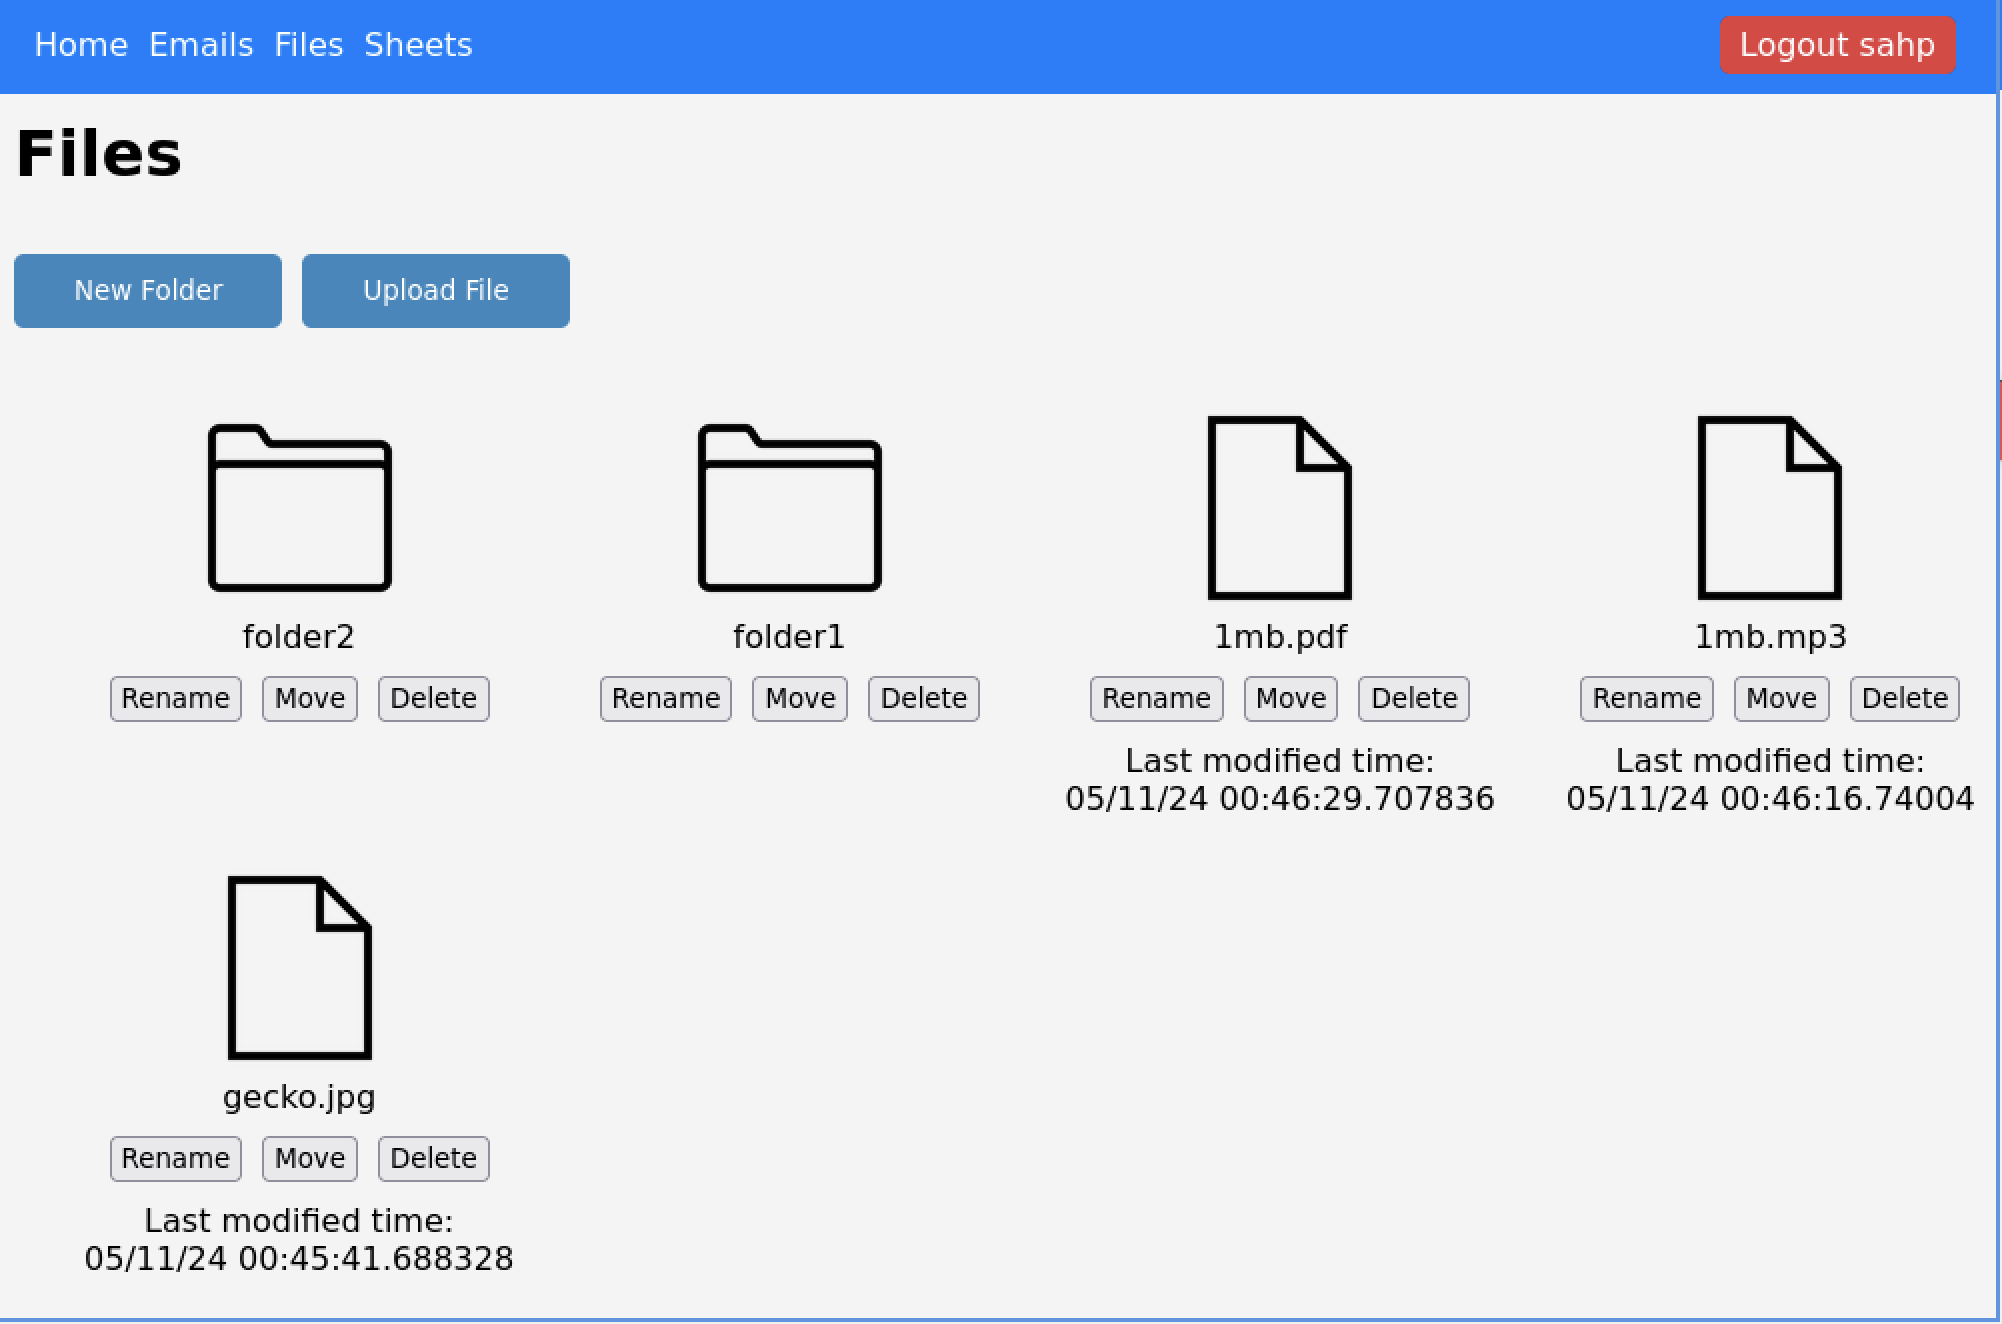 Home Emails Files Sheets Logout sahp
Files
New Folder Upload File
folder2 folder1 1mb.pdf 1mb.mp3
Rename Move Delete Rename Move Delete Rename Move Delete Rename Move Delete
Last modified time: Last modified time:
05/11/24 00:46:29.707836 05/11/24 00:46:16.74004
gecko.jpg
Rename Move Delete
Last modified time:
05/11/24 00:45:41.688328